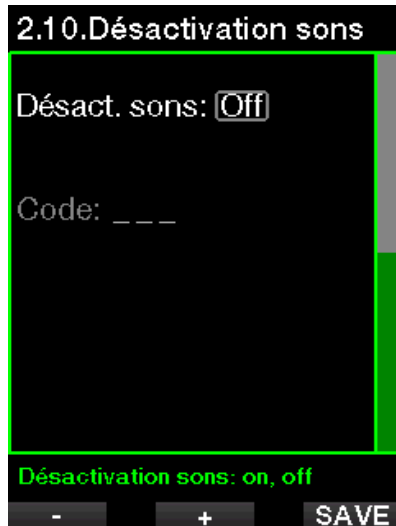 2.10.Désactivation sons
Désact. sons: Off
Code: _ _ _
Désactivation sons: on, off
- + SAVE